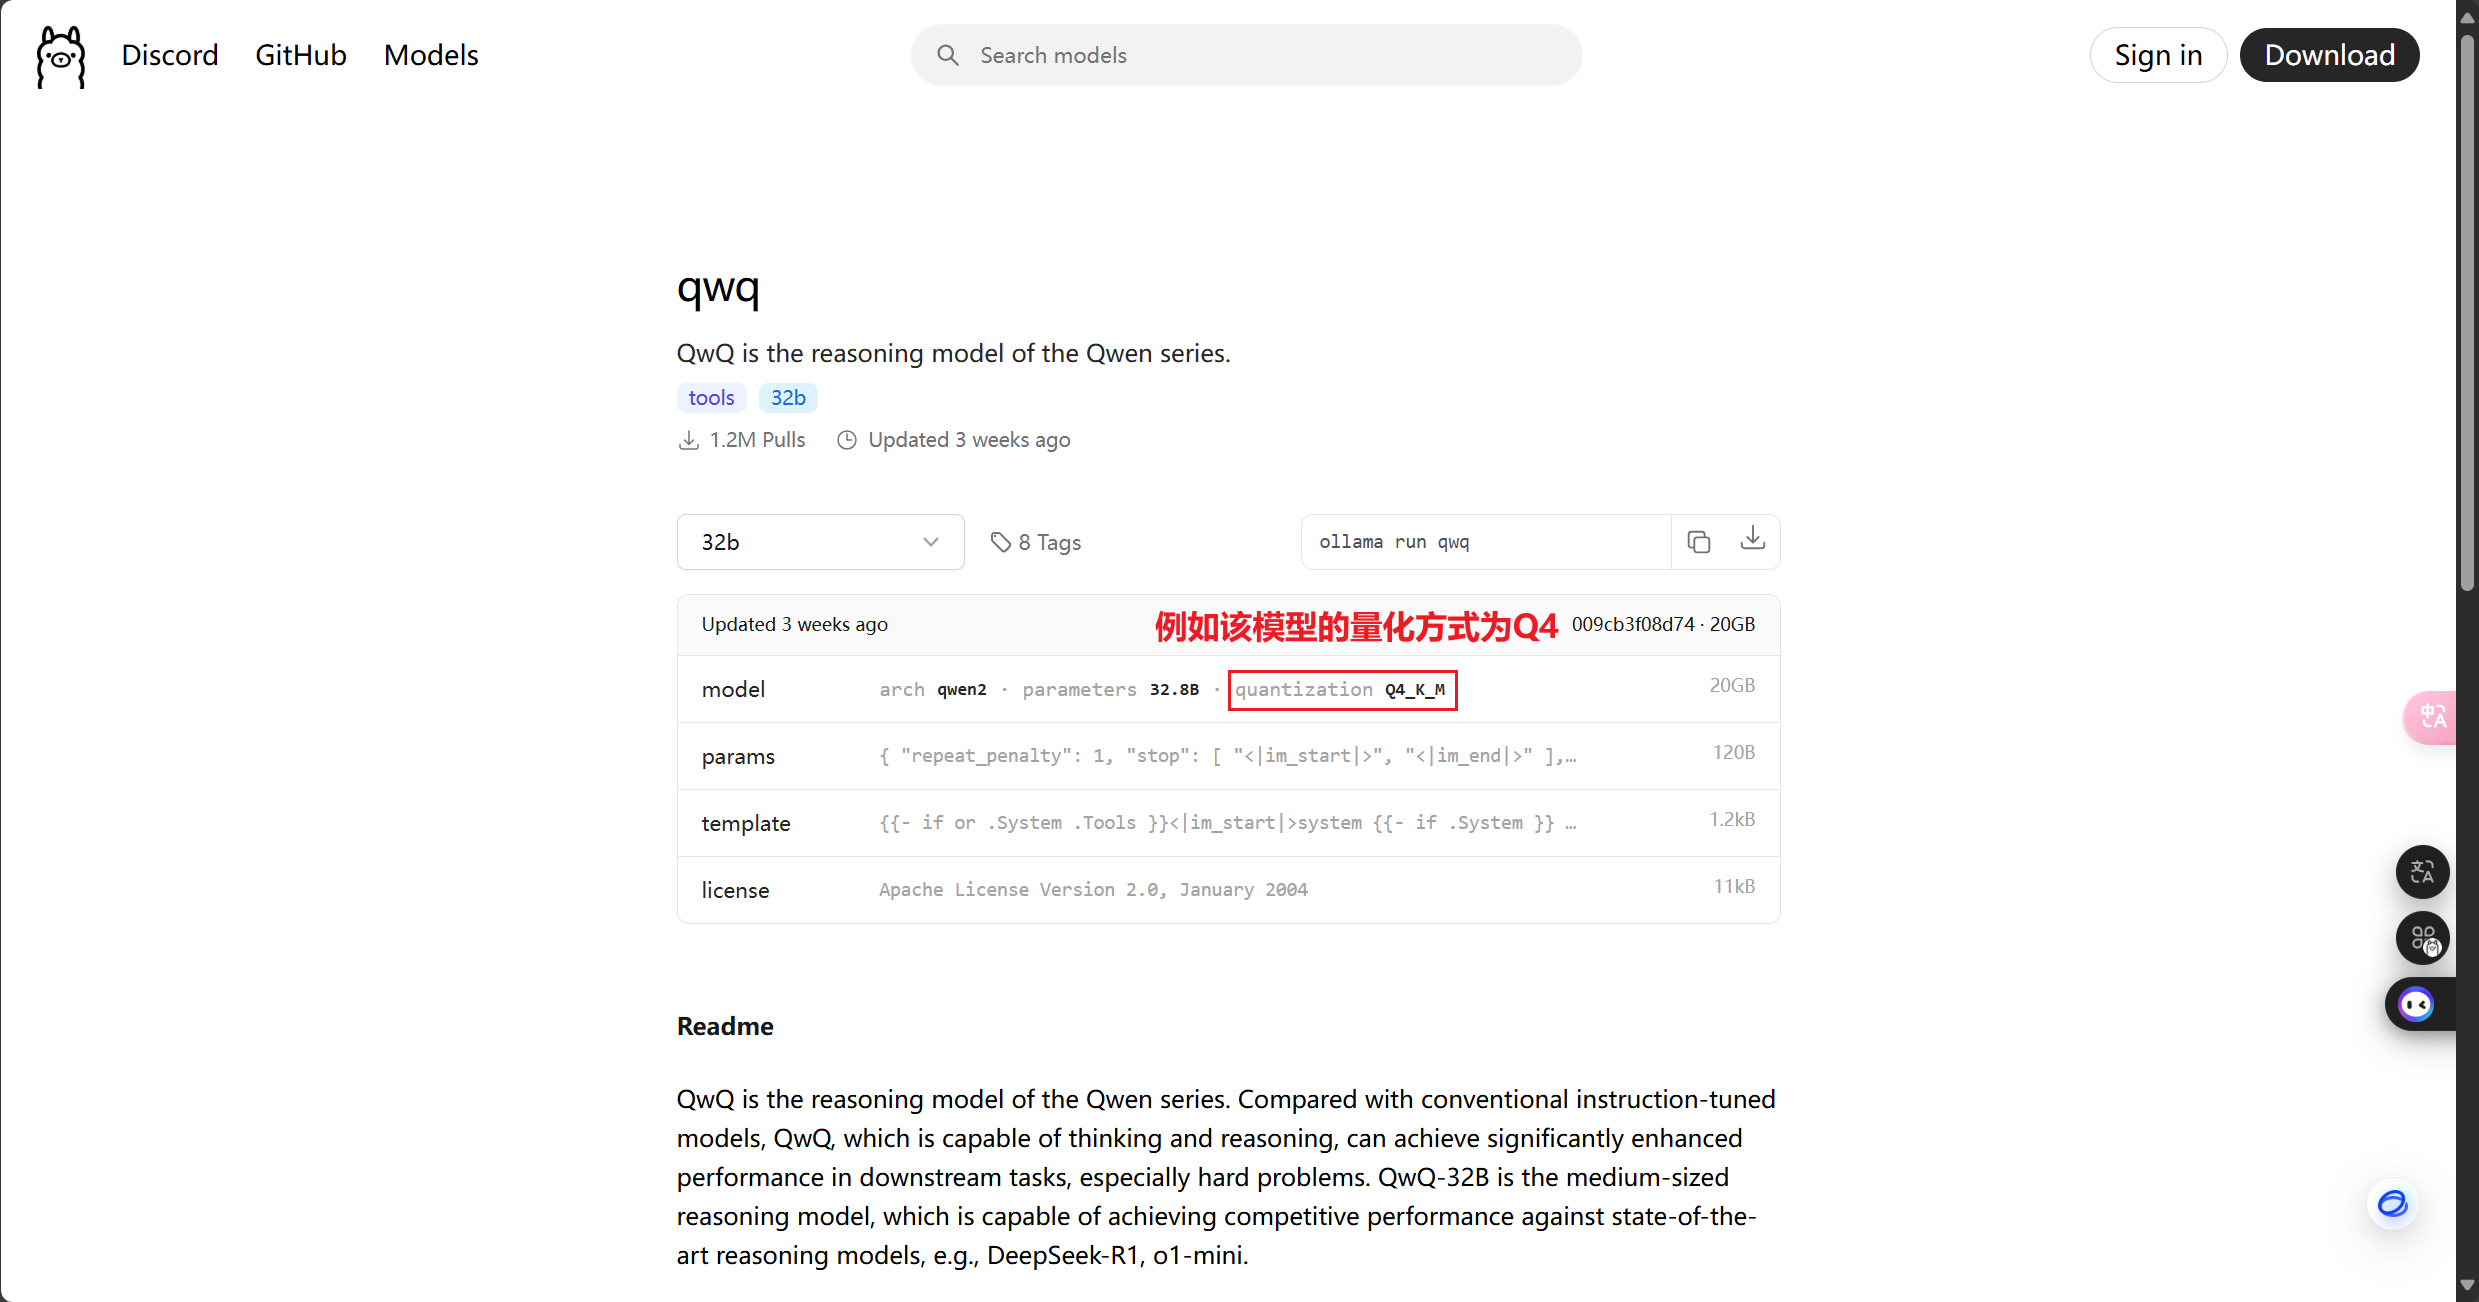 Discord GitHub Models Search models Sign in Download
qwq
QwQ is the reasoning model of the Qwen series.
tools 32b
1.2M Pulls Updated 3 weeks ago
32b 8 Tags ollama run qwq
Updated 3 weeks ago 例如该模型的量化方式为Q4 009cb3f08d74 · 20GB
model arch qwen2 · parameters 32.8B · quantization Q4_K_M 20GB
params { "repeat_penalty": 1, "stop": [ "<|im_start|>", "<|im_end|>" ],… 120B
template {{- if or .System .Tools }}<|im_start|>system {{- if .System }} … 1.2kB
license Apache License Version 2.0, January 2004 11kB
Readme
QwQ is the reasoning model of the Qwen series. Compared with conventional instruction-tuned
models, QwQ, which is capable of thinking and reasoning, can achieve significantly enhanced
performance in downstream tasks, especially hard problems. QwQ-32B is the medium-sized
reasoning model, which is capable of achieving competitive performance against state-of-the-
art reasoning models, e.g., DeepSeek-R1, o1-mini.